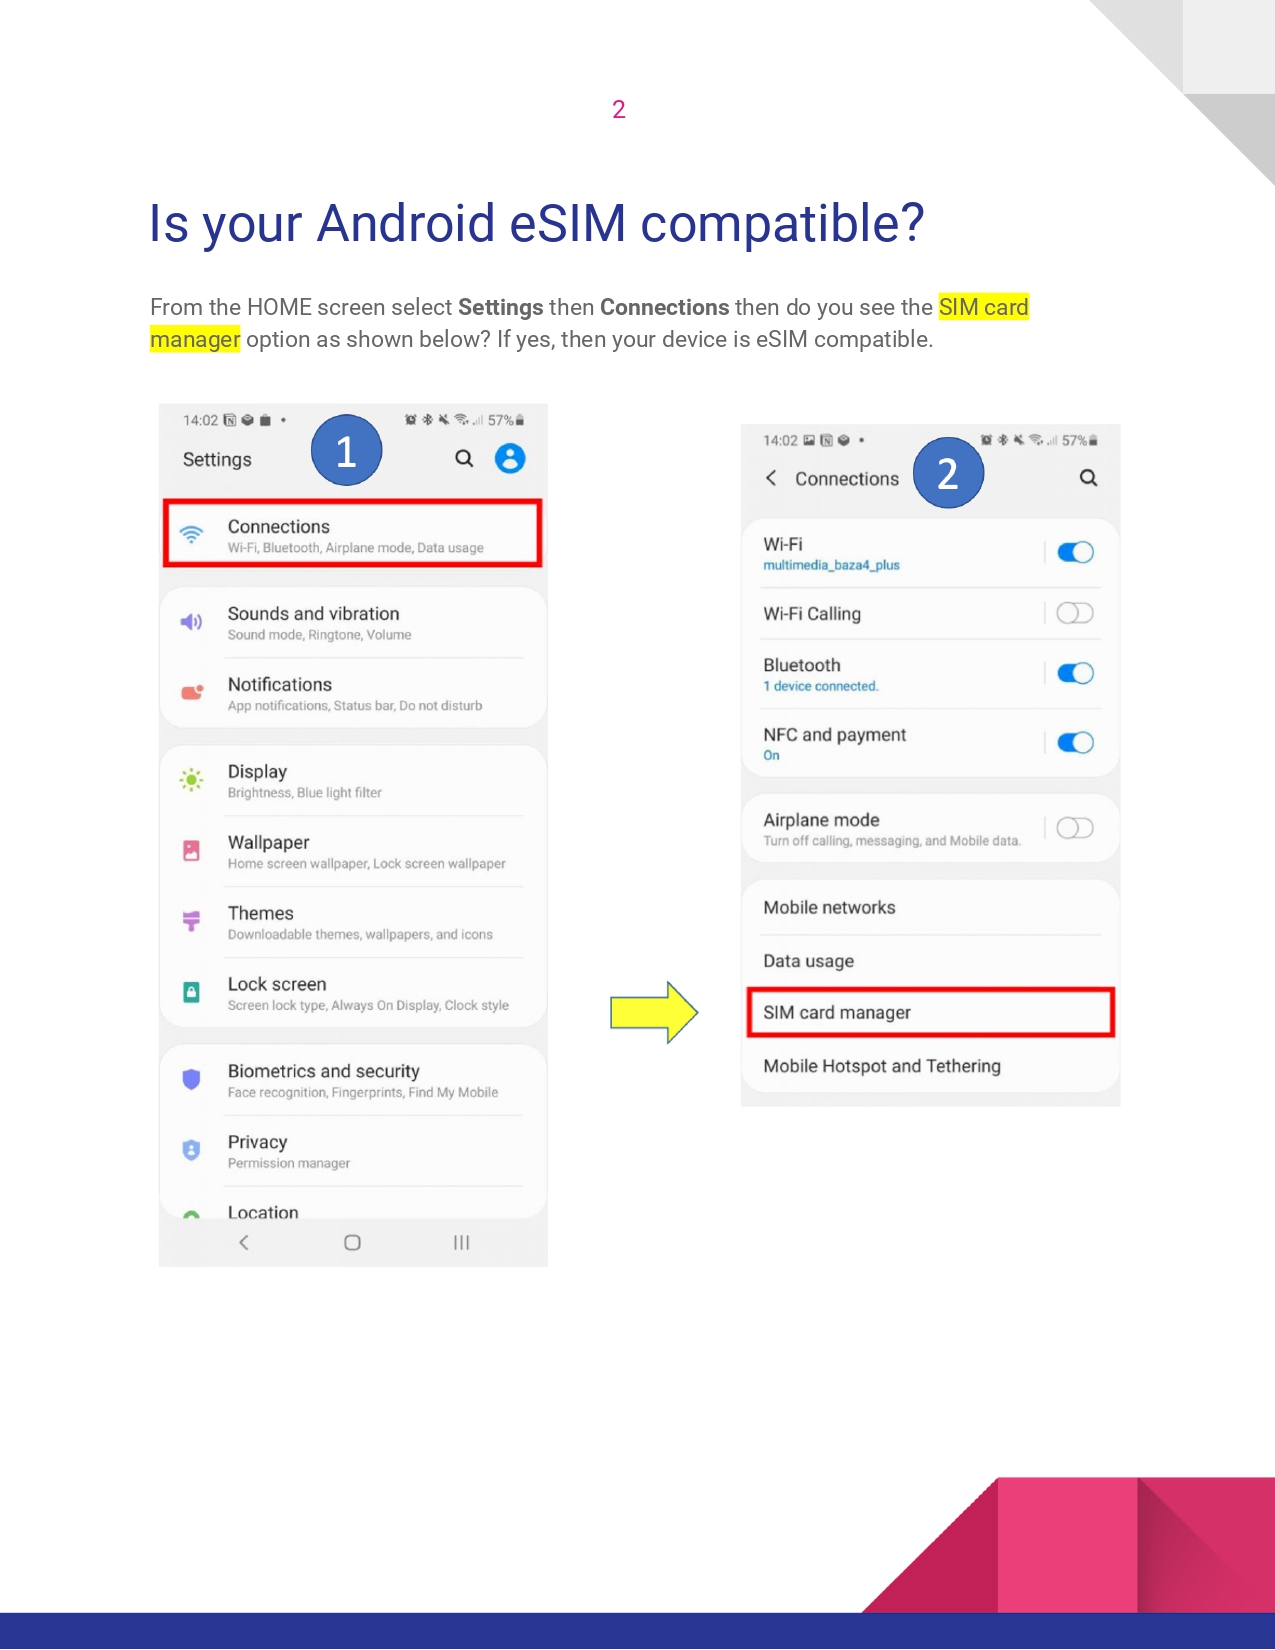 2
Is your Android eSIM compatible?
From the HOME screen select Settings then Connections then do you see the SIM card
manager option as shown below? If yes, then your device is eSIM compatible.
14:02
57%
1
Settings
Connections
Wi-Fi, Bluetooth, Airplane mode, Data usage
Sounds and vibration
Sound mode, Ringtone, Volume
Notifications
App notifications, Status bar, Do not disturb
Display
Brightness, Blue light filter
Wallpaper
Home screen wallpaper, Lock screen wallpaper
Themes
Downloadable themes, wallpapers, and icons
Lock screen
Screen lock type, Always On Display, Clock style
Biometrics and security
Face recognition, Fingerprints, Find My Mobile
Privacy
Permission manager
Location
14:02
57%
2
Connections
Wi-Fi
multimedia_baza4_plus
Wi-Fi Calling
Bluetooth
1 device connected.
NFC and payment
On
Airplane mode
Turn off calling, messaging, and Mobile data.
Mobile networks
Data usage
SIM card manager
Mobile Hotspot and Tethering